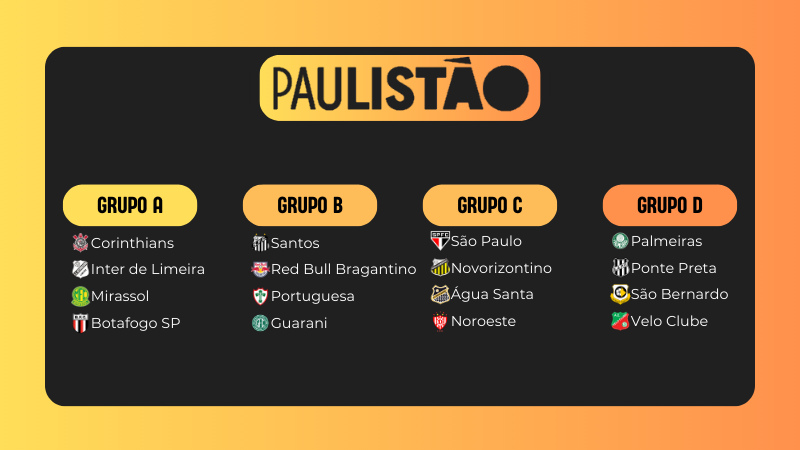 PAULISTÃO
GRUPO A
Corinthians
Inter de Limeira
Mirassol
Botafogo SP
GRUPO B
Santos
Red Bull Bragantino
Portuguesa
Guarani
GRUPO C
SPFC
São Paulo
Novorizontino
Água Santa
Noroeste
GRUPO D
Palmeiras
Ponte Preta
São Bernardo
Velo Clube